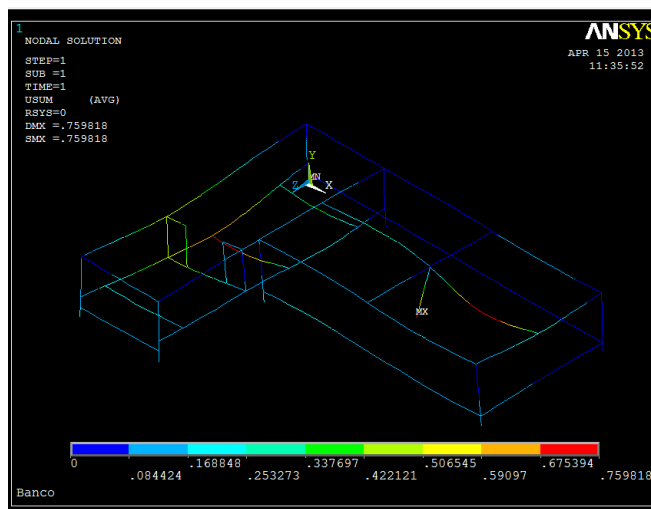 1
NODAL SOLUTION
STEP=1
SUB =1
TIME=1
USUM (AVG)
RSYS=0
DMX =.759818
SMX =.759818
ANSYS
APR 15 2013
11:35:52
Y
MN
Z X
MX
0 .168848 .337697 .506545 .675394
.084424 .253273 .422121 .59097 .759818
Banco